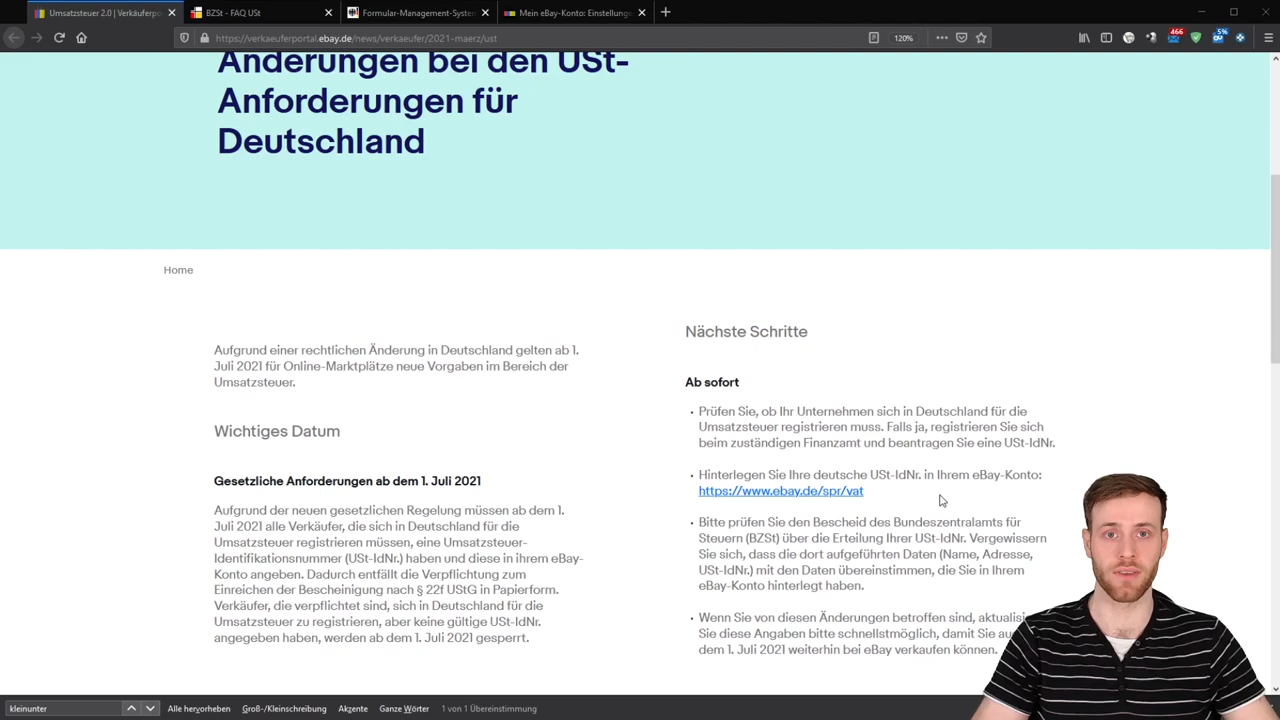 Umsatzsteuer 2.0 | Verkäuferpo
BZSt - FAQ USt
Formular-Management-System
Mein eBay-Konto: Einstellunge
https://verkaeuferportal.ebay.de/news/verkaeufer/2021-maerz/ust
120%
466
5%
Änderungen bei den USt-
Anforderungen für
Deutschland
Home
Aufgrund einer rechtlichen Änderung in Deutschland gelten ab 1.
Juli 2021 für Online-Marktplätze neue Vorgaben im Bereich der
Umsatzsteuer.
Wichtiges Datum
Gesetzliche Anforderungen ab dem 1. Juli 2021
Aufgrund der neuen gesetzlichen Regelung müssen ab dem 1.
Juli 2021 alle Verkäufer, die sich in Deutschland für die
Umsatzsteuer registrieren müssen, eine Umsatzsteuer-
Identifikationsnummer (USt-IdNr.) haben und diese in ihrem eBay-
Konto angeben. Dadurch entfällt die Verpflichtung zum
Einreichen der Bescheinigung nach § 22f UStG in Papierform.
Verkäufer, die verpflichtet sind, sich in Deutschland für die
Umsatzsteuer zu registrieren, aber keine gültige USt-IdNr.
angegeben haben, werden ab dem 1. Juli 2021 gesperrt.
Nächste Schritte
Ab sofort
• Prüfen Sie, ob Ihr Unternehmen sich in Deutschland für die
Umsatzsteuer registrieren muss. Falls ja, registrieren Sie sich
beim zuständigen Finanzamt und beantragen Sie eine USt-IdNr.
• Hinterlegen Sie Ihre deutsche USt-IdNr. in Ihrem eBay-Konto:
https://www.ebay.de/spr/vat
• Bitte prüfen Sie den Bescheid des Bundeszentralamts für
Steuern (BZSt) über die Erteilung Ihrer USt-IdNr. Vergewissern
Sie sich, dass die dort aufgeführten Daten (Name, Adresse,
USt-IdNr.) mit den Daten übereinstimmen, die Sie in Ihrem
eBay-Konto hinterlegt haben.
• Wenn Sie von diesen Änderungen betroffen sind, aktualisi
Sie diese Angaben bitte schnellstmöglich, damit Sie au
dem 1. Juli 2021 weiterhin bei eBay verkaufen können.
kleinunter
Alle hervorheben
Groß-/Kleinschreibung
Akzente
Ganze Wörter
1 von 1 Übereinstimmung